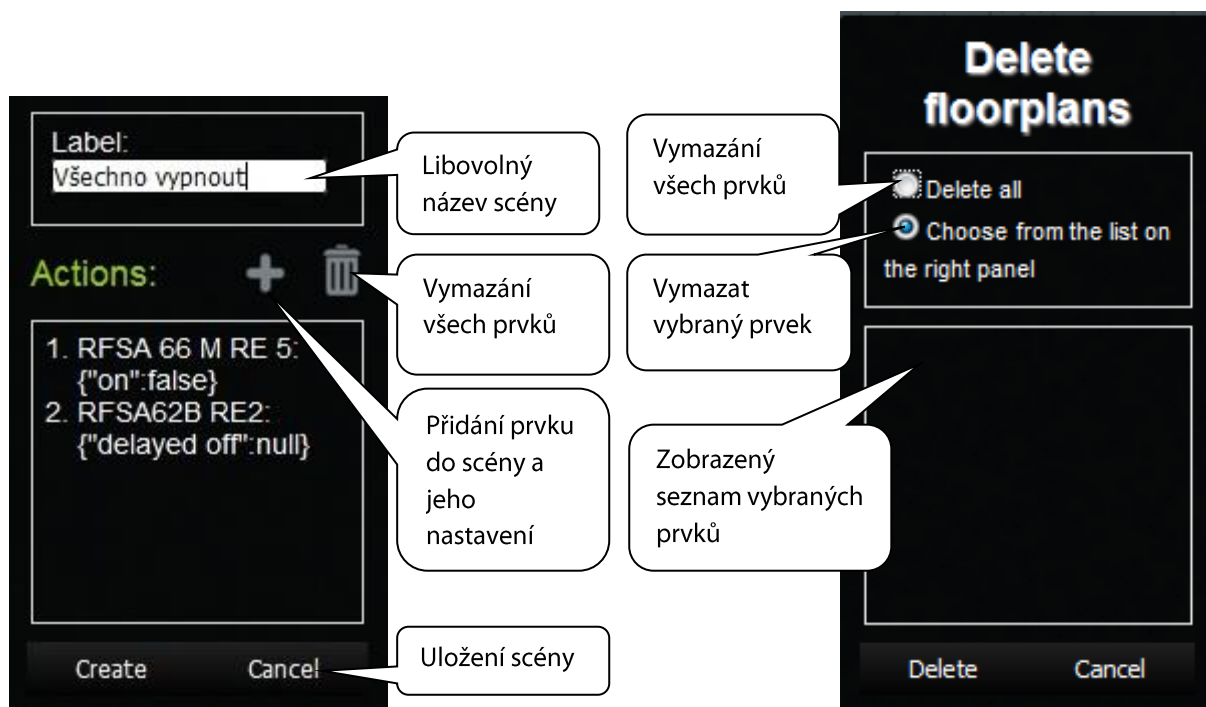 Label:
Všechno vypnout
Actions:
1. RFSA 66 M RE 5:
{"on":false}
2. RFSA62B RE2:
{"delayed off":null}
Create
Cancel
Libovolný
název scény
Vymazání
všech prvků
Přidání prvku
do scény a
jeho
nastavení
Uložení scény
Vymazání
všech prvků
Vymazat
vybraný prvek
Zobrazený
seznam vybraných
prvků
Delete
floorplans
Delete all
Choose from the list on
the right panel
Delete
Cancel